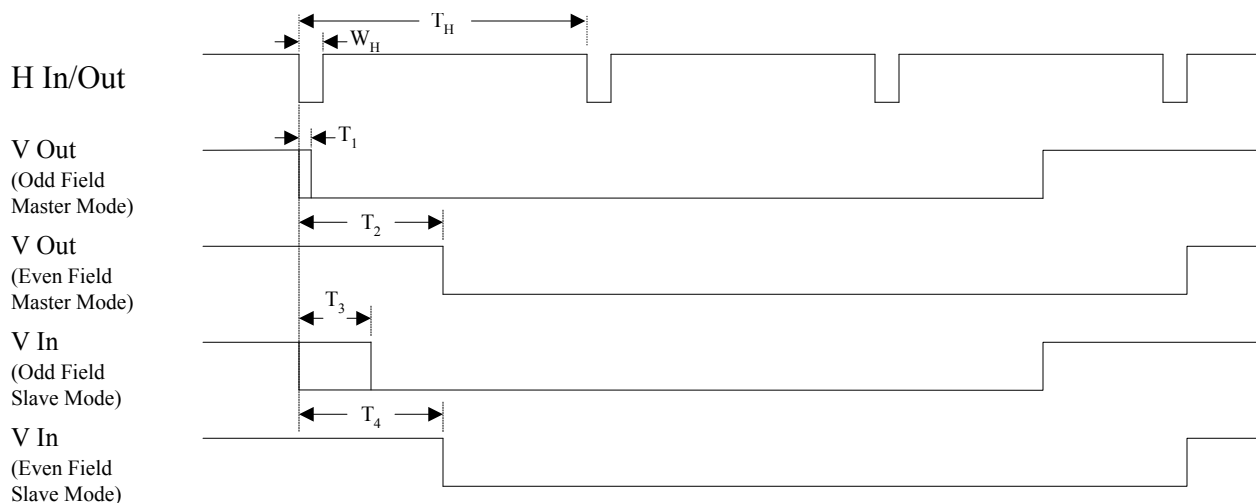 T_H
W_H
H In/Out
V Out
(Odd Field
Master Mode)
T_1
T_2
V Out
(Even Field
Master Mode)
T_3
V In
(Odd Field
Slave Mode)
T_4
V In
(Even Field
Slave Mode)